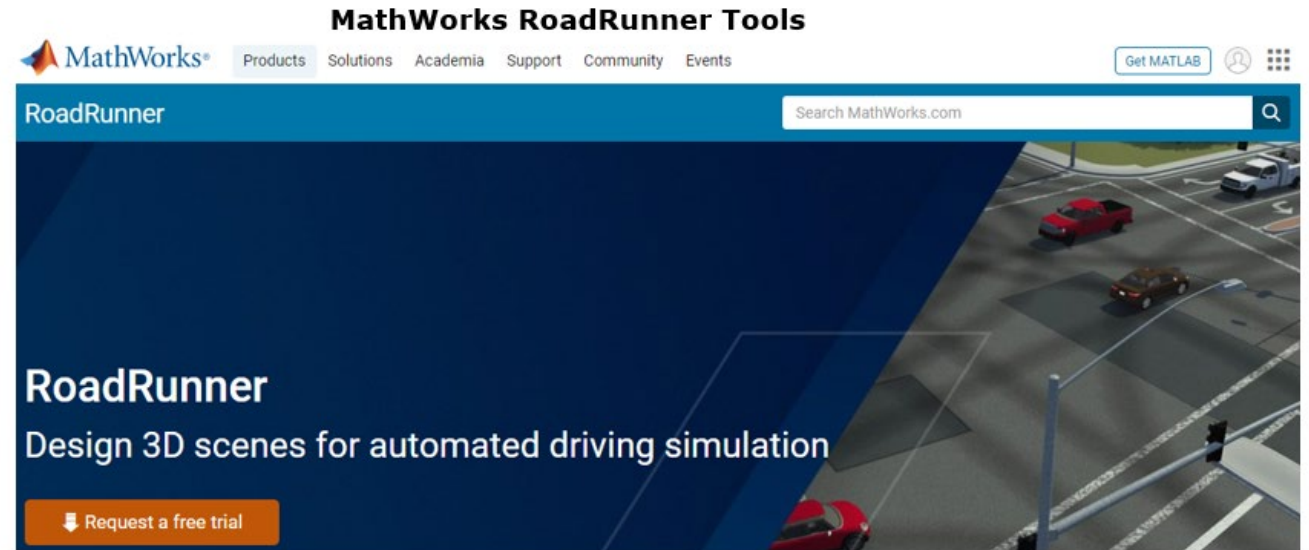 MathWorks RoadRunner Tools
MathWorks® Products Solutions Academia Support Community Events Get MATLAB
RoadRunner Search MathWorks.com
RoadRunner
Design 3D scenes for automated driving simulation
Request a free trial